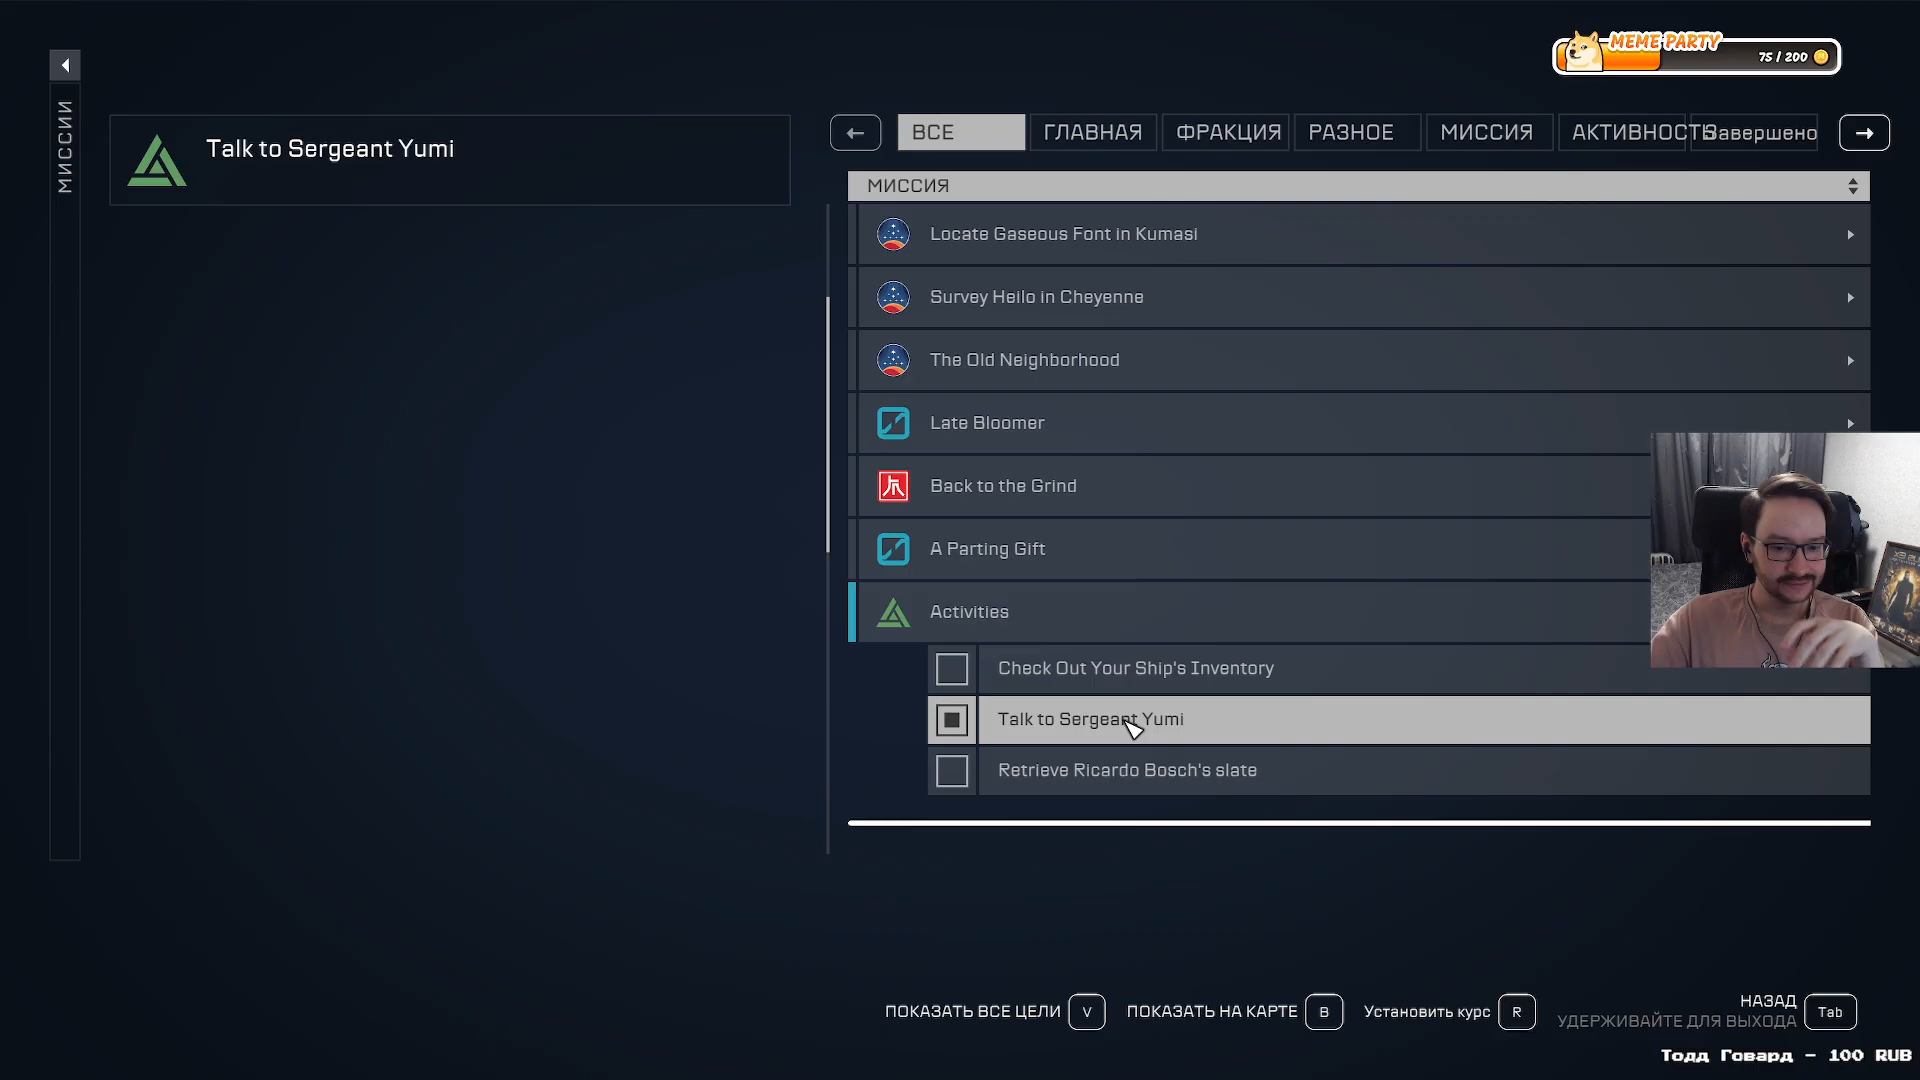 MEME PARTY
75 / 200
МИССИИ
Talk to Sergeant Yumi
ВСЕ
ГЛАВНАЯ
ФРАКЦИЯ
РАЗНОЕ
МИССИЯ
АКТИВНОСТЬ
Завершено
МИССИЯ
Locate Gaseous Font in Kumasi
Survey Heilo in Cheyenne
The Old Neighborhood
Late Bloomer
Back to the Grind
A Parting Gift
Activities
Check Out Your Ship's Inventory
Talk to Sergeant Yumi
Retrieve Ricardo Bosch's slate
ПОКАЗАТЬ ВСЕ ЦЕЛИ V
ПОКАЗАТЬ НА КАРТЕ B
Установить курс R
НАЗАД
УДЕРЖИВАЙТЕ ДЛЯ ВЫХОДА Tab
Тодд Говард - 100 RUB